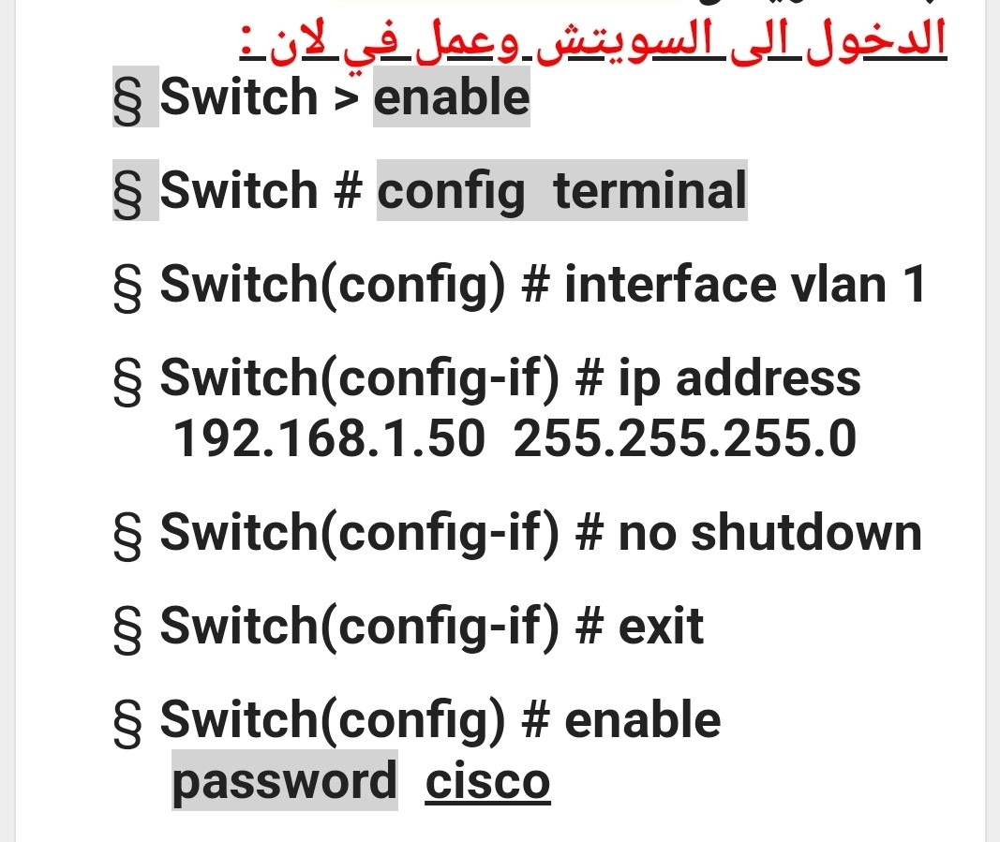 الدخول الى السويتش وعمل في لان :
§ Switch > enable
§ Switch # config terminal
§ Switch(config) # interface vlan 1
§ Switch(config-if) # ip address
192.168.1.50 255.255.255.0
§ Switch(config-if) # no shutdown
§ Switch(config-if) # exit
§ Switch(config) # enable
password cisco